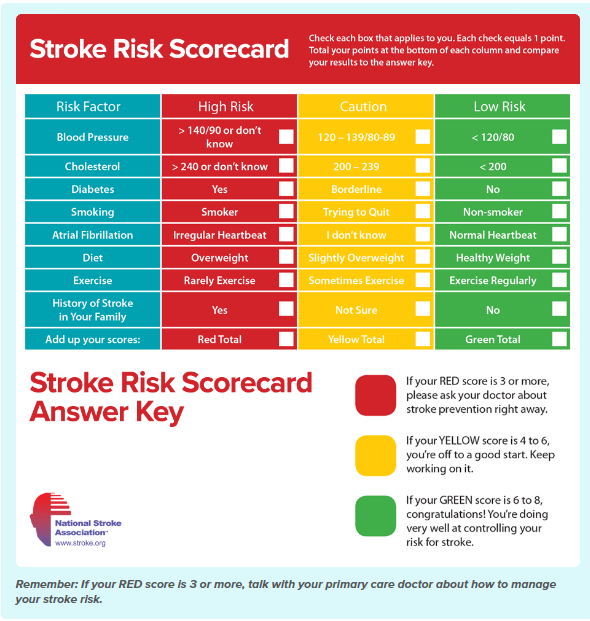 Stroke Risk Scorecard
Check each box that applies to you. Each check equals 1 point.
Total your points at the bottom of each column and compare
your results to the answer key.
Risk Factor High Risk Caution Low Risk
Blood Pressure > 140/90 or don't know 120 – 139/80-89 < 120/80
Cholesterol > 240 or don't know 200 – 239 < 200
Diabetes Yes Borderline No
Smoking Smoker Trying to Quit Non-smoker
Atrial Fibrillation Irregular Heartbeat I don't know Normal Heartbeat
Diet Overweight Slightly Overweight Healthy Weight
Exercise Rarely Exercise Sometimes Exercise Exercise Regularly
History of Stroke in Your Family Yes Not Sure No
Add up your scores: Red Total Yellow Total Green Total
Stroke Risk Scorecard
Answer Key
If your RED score is 3 or more,
please ask your doctor about
stroke prevention right away.
If your YELLOW score is 4 to 6,
you're off to a good start. Keep
working on it.
If your GREEN score is 6 to 8,
congratulations! You're doing
very well at controlling your
risk for stroke.
National Stroke
Association™
www.stroke.org
Remember: If your RED score is 3 or more, talk with your primary care doctor about how to manage
your stroke risk.